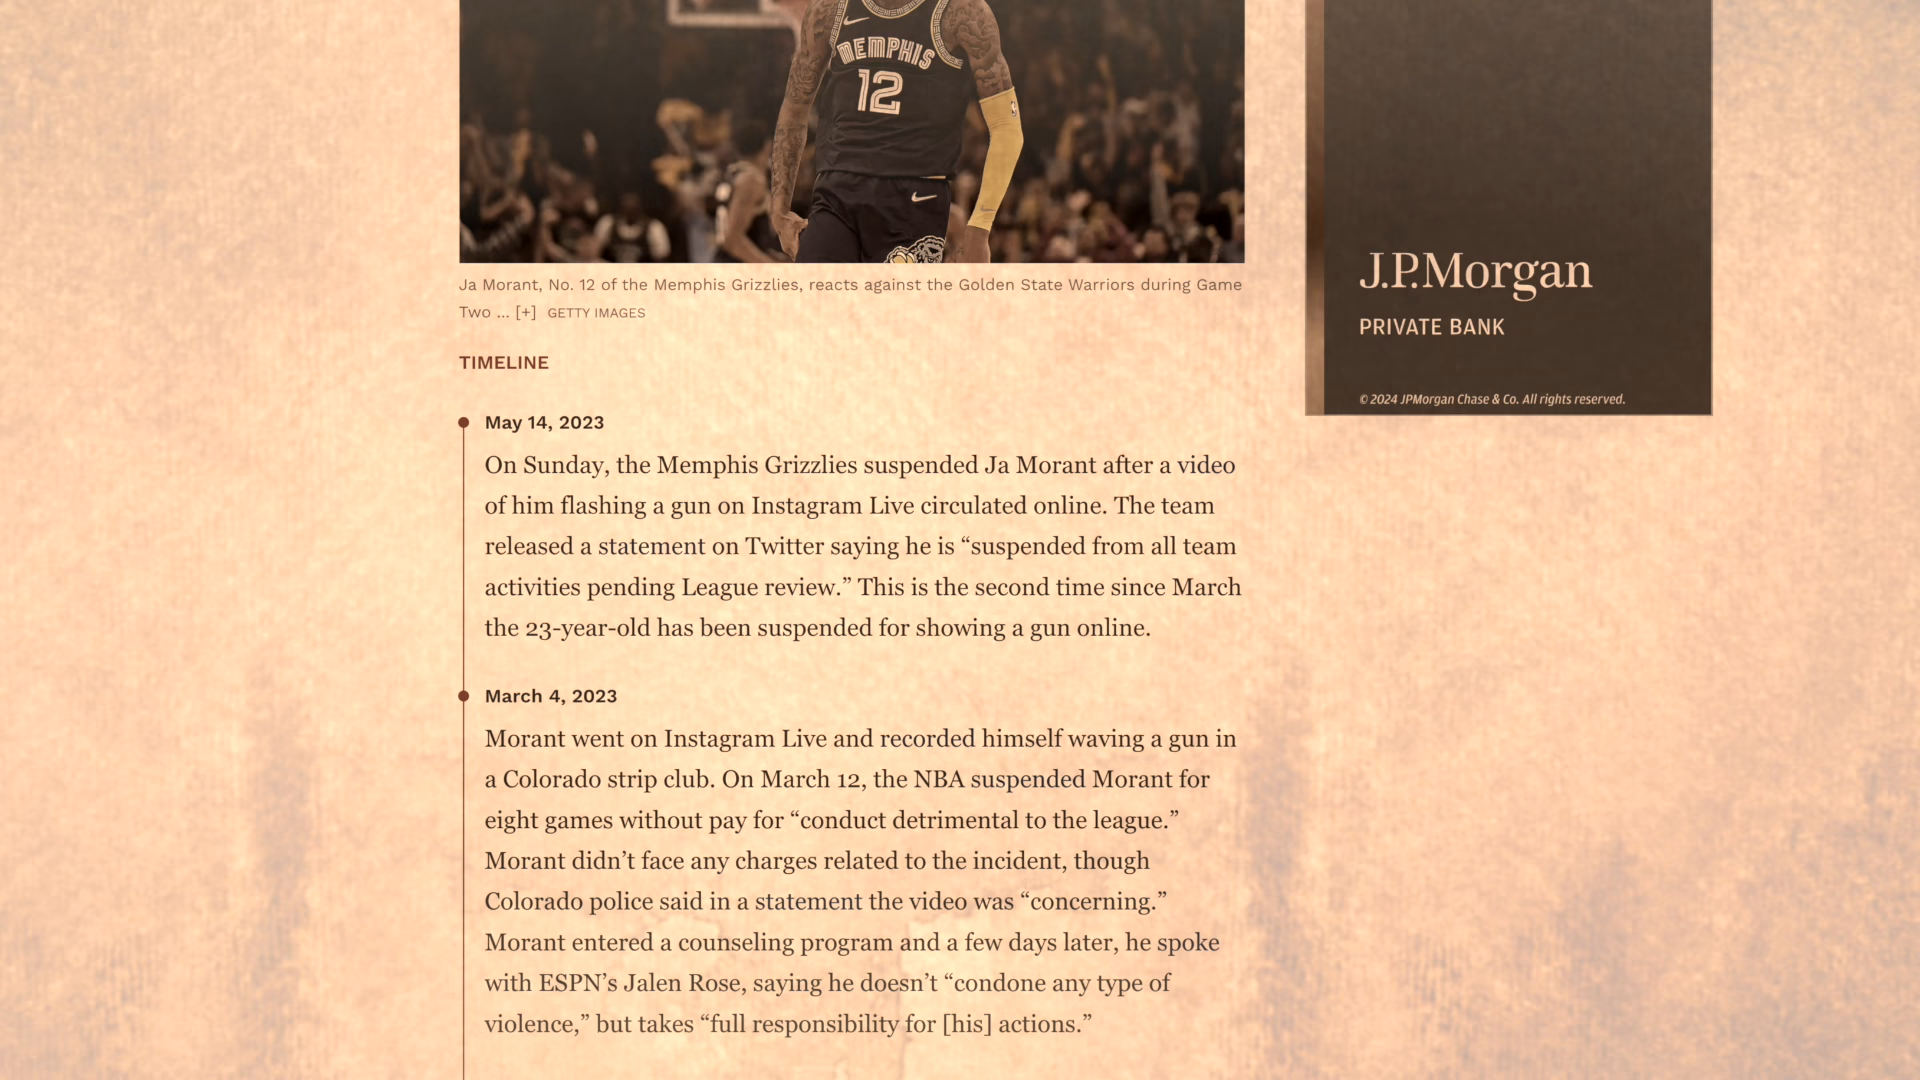 MEMPHIS
12
Ja Morant, No. 12 of the Memphis Grizzlies, reacts against the Golden State Warriors during Game
Two ... [+] GETTY IMAGES
TIMELINE
May 14, 2023
On Sunday, the Memphis Grizzlies suspended Ja Morant after a video
of him flashing a gun on Instagram Live circulated online. The team
released a statement on Twitter saying he is “suspended from all team
activities pending League review.” This is the second time since March
the 23-year-old has been suspended for showing a gun online.
March 4, 2023
Morant went on Instagram Live and recorded himself waving a gun in
a Colorado strip club. On March 12, the NBA suspended Morant for
eight games without pay for “conduct detrimental to the league.”
Morant didn’t face any charges related to the incident, though
Colorado police said in a statement the video was “concerning.”
Morant entered a counseling program and a few days later, he spoke
with ESPN’s Jalen Rose, saying he doesn’t “condone any type of
violence,” but takes “full responsibility for [his] actions.”
J.P.Morgan
PRIVATE BANK
© 2024 JPMorgan Chase & Co. All rights reserved.